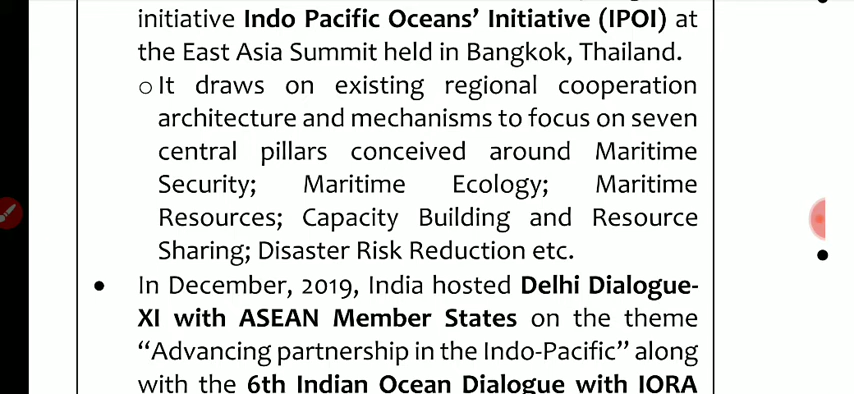 initiative Indo Pacific Oceans' Initiative (IPOI) at
the East Asia Summit held in Bangkok, Thailand.
o It draws on existing regional cooperation
architecture and mechanisms to focus on seven
central pillars conceived around Maritime
Security; Maritime Ecology; Maritime
Resources; Capacity Building and Resource
Sharing; Disaster Risk Reduction etc.
• In December, 2019, India hosted Delhi Dialogue-
XI with ASEAN Member States on the theme
“Advancing partnership in the Indo-Pacific” along
with the 6th Indian Ocean Dialogue with IORA